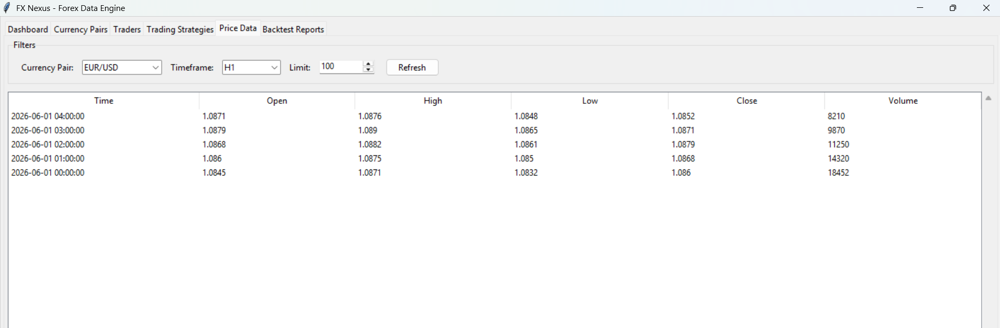 FX Nexus - Forex Data Engine
Dashboard Currency Pairs Traders Trading Strategies Price Data Backtest Reports
Filters
Currency Pair: EUR/USD Timeframe: H1 Limit: 100 Refresh
Time Open High Low Close Volume
2026-06-01 04:00:00 1.0871 1.0876 1.0848 1.0852 8210
2026-06-01 03:00:00 1.0879 1.089 1.0865 1.0871 9870
2026-06-01 02:00:00 1.0868 1.0882 1.0861 1.0879 11250
2026-06-01 01:00:00 1.086 1.0875 1.085 1.0868 14320
2026-06-01 00:00:00 1.0845 1.0871 1.0832 1.086 18452